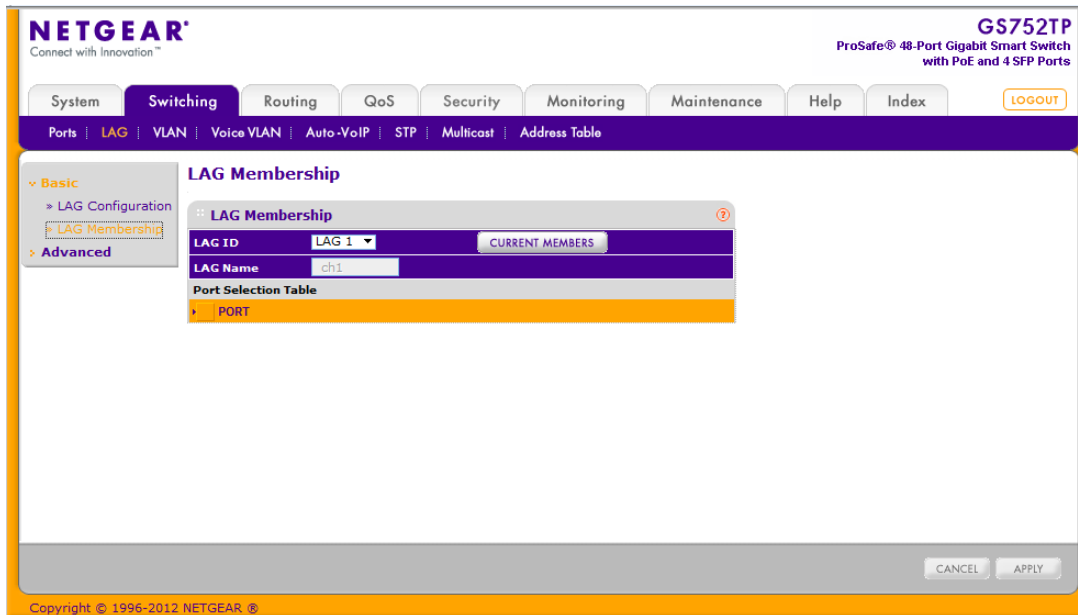 NETGEAR®
Connect with Innovation™
GS752TP
ProSafe® 48-Port Gigabit Smart Switch
with PoE and 4 SFP Ports
System Switching Routing QoS Security Monitoring Maintenance Help Index LOGOUT
Ports | LAG | VLAN | Voice VLAN | Auto-VoIP | STP | Multicast | Address Table
Basic
» LAG Configuration
» LAG Membership
Advanced
LAG Membership
LAG Membership ?
LAG ID LAG 1 CURRENT MEMBERS
LAG Name ch1
Port Selection Table
PORT
CANCEL APPLY
Copyright © 1996-2012 NETGEAR ®